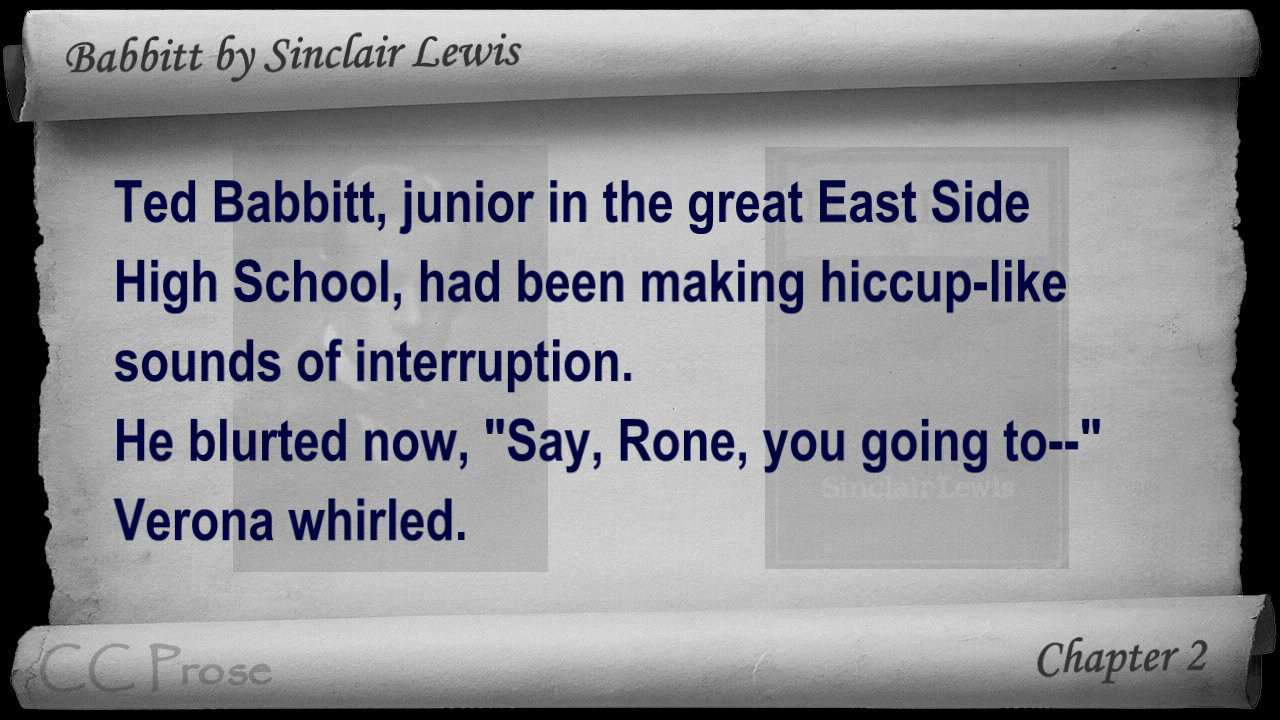 Babbitt by Sinclair Lewis
Ted Babbitt, junior in the great East Side
High School, had been making hiccup-like
sounds of interruption.
He blurted now, "Say, Rone, you going to--"
Sinclair Lewis
Verona whirled.
CC Prose
Chapter 2